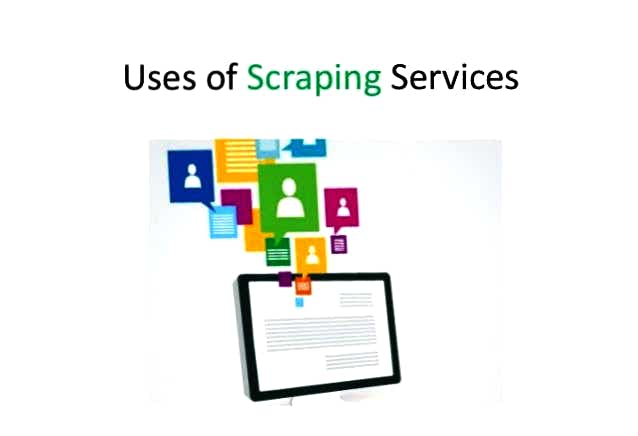 Uses of Scraping Services